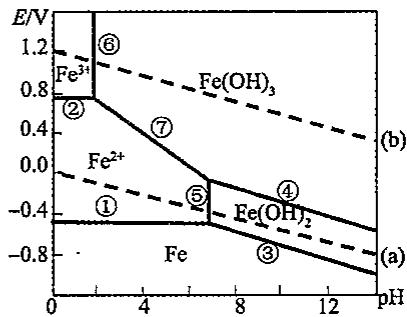 E/V
⑥
1.2
Fe³⁺
Fe(OH)₃
0.8
②
⑦
(b)
0.4
Fe²⁺
0.0
⑤
④
Fe(OH)₂
−0.4
①
③
(a)
−0.8
Fe
0
4
8
12
pH